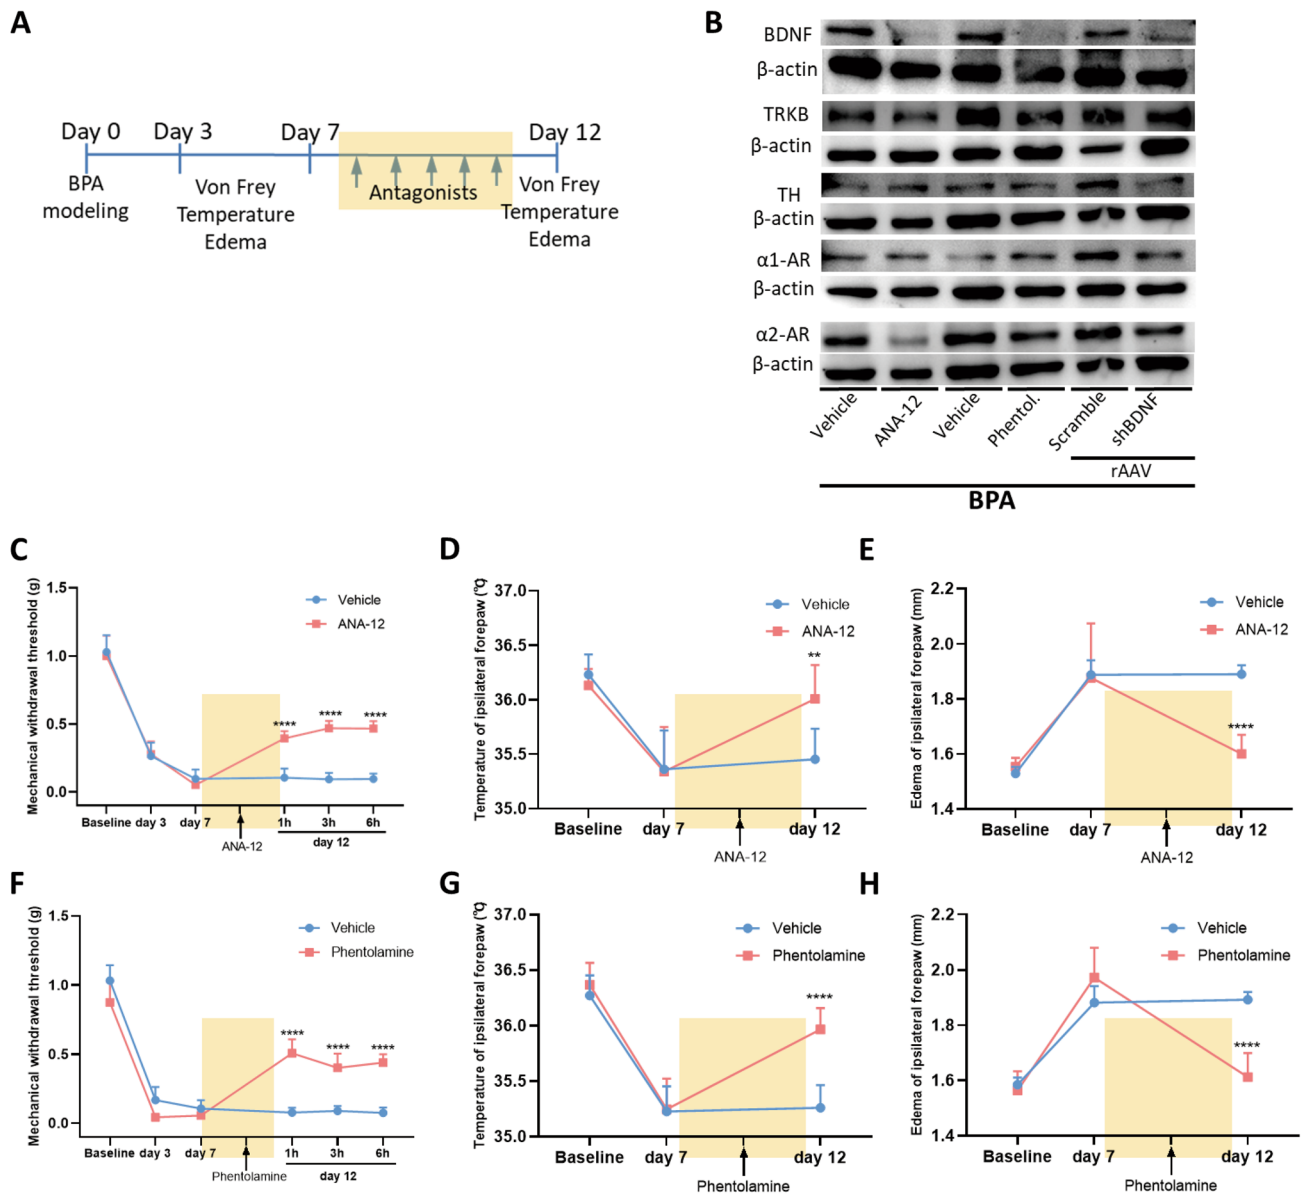 A
Day 0
Day 3
Day 7
Day 12
BPA
modeling
Von Frey
Temperature
Edema
Antagonists
Von Frey
Temperature
Edema
B
BDNF
β-actin
TRKB
β-actin
TH
β-actin
α1-AR
β-actin
α2-AR
β-actin
Vehicle
ANA-12
Vehicle
Phentol.
Scramble
shBDNF
rAAV
BPA
C
Mechanical withdrawal threshold (g)
1.5
1.0
0.5
0.0
Vehicle
ANA-12
****
****
****
Baseline day 3 day 7 1h 3h 6h
ANA-12
day 12
D
Temperature of ipsilateral forepaw (℃)
37.0
36.5
36.0
35.5
35.0
Vehicle
ANA-12
**
Baseline day 7 day 12
ANA-12
E
Edema of ipsilateral forepaw (mm)
2.2
2.0
1.8
1.6
1.4
Vehicle
ANA-12
****
Baseline day 7 day 12
ANA-12
F
Mechanical withdrawal threshold (g)
1.5
1.0
0.5
0.0
Vehicle
Phentolamine
****
****
****
Baseline day 3 day 7 1h 3h 6h
Phentolamine
day 12
G
Temperature of ipsilateral forepaw (℃)
37.0
36.5
36.0
35.5
35.0
Vehicle
Phentolamine
****
Baseline day 7 day 12
Phentolamine
H
Edema of ipsilateral forepaw (mm)
2.2
2.0
1.8
1.6
1.4
Vehicle
Phentolamine
****
Baseline day 7 day 12
Phentolamine